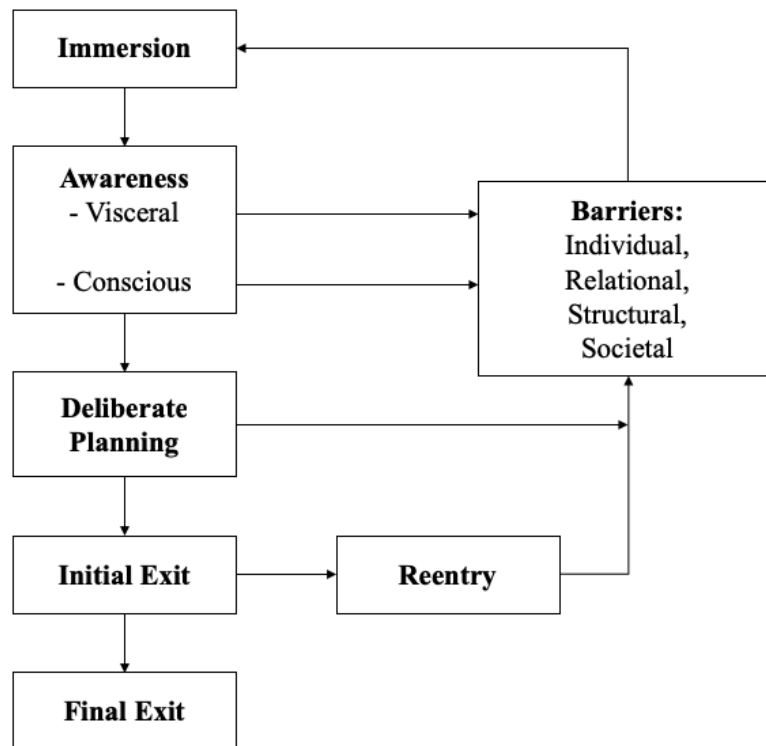 Immersion
Awareness
- Visceral
- Conscious
Barriers:
Individual,
Relational,
Structural,
Societal
Deliberate
Planning
Initial Exit
Reentry
Final Exit